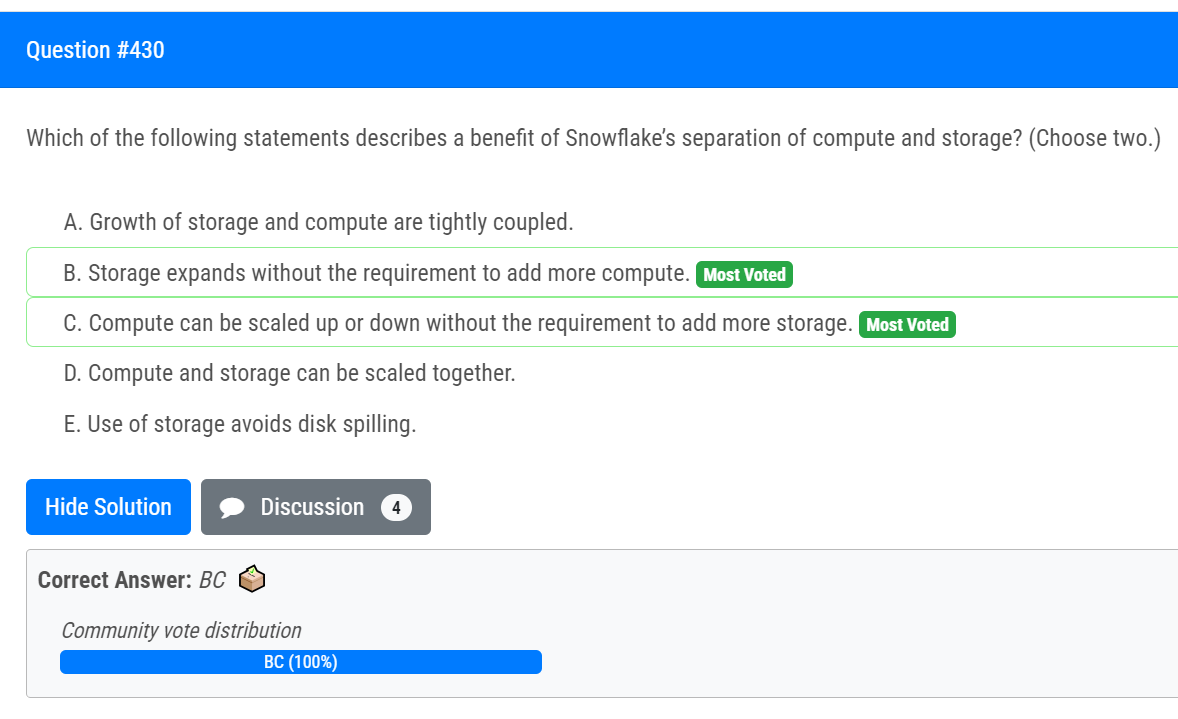 Question #430
Which of the following statements describes a benefit of Snowflake's separation of compute and storage? (Choose two.)
A. Growth of storage and compute are tightly coupled.
B. Storage expands without the requirement to add more compute. Most Voted
C. Compute can be scaled up or down without the requirement to add more storage. Most Voted
D. Compute and storage can be scaled together.
E. Use of storage avoids disk spilling.
Hide Solution Discussion 4
Correct Answer: BC
Community vote distribution
BC (100%)